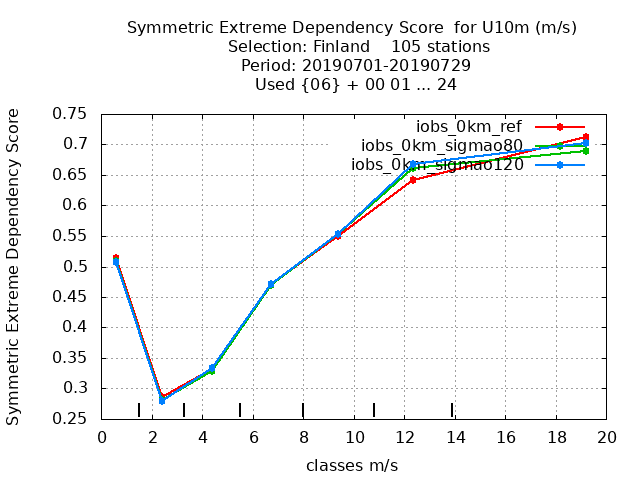 Symmetric Extreme Dependency Score for U10m (m/s)
Selection: Finland 105 stations
Period: 20190701-20190729
Used {06} + 00 01 ... 24
Symmetric Extreme Dependency Score
0.75
0.7
0.65
0.6
0.55
0.5
0.45
0.4
0.35
0.3
0.25
iobs_0km_ref
iobs_0km_sigmao80
iobs_0km_sigmao120
0 2 4 6 8 10 12 14 16 18 20
classes m/s